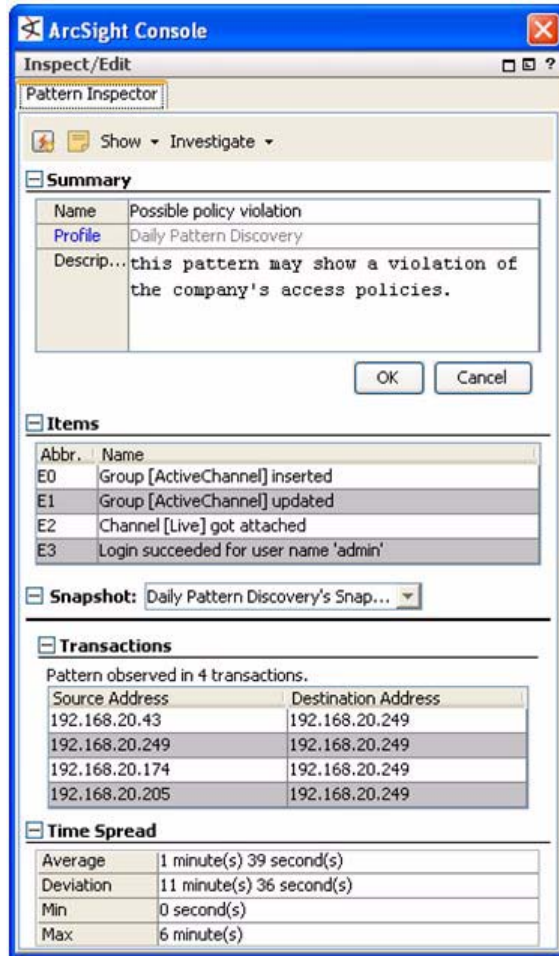 ArcSight Console
Inspect/Edit ?
Pattern Inspector
Show Investigate
Summary
Name Possible policy violation
Profile Daily Pattern Discovery
Descrip... this pattern may show a violation of
the company's access policies.
OK Cancel
Items
Abbr. Name
E0 Group [ActiveChannel] inserted
E1 Group [ActiveChannel] updated
E2 Channel [Live] got attached
E3 Login succeeded for user name 'admin'
Snapshot: Daily Pattern Discovery's Snap...
Transactions
Pattern observed in 4 transactions.
Source Address Destination Address
192.168.20.43 192.168.20.249
192.168.20.249 192.168.20.249
192.168.20.174 192.168.20.249
192.168.20.205 192.168.20.249
Time Spread
Average 1 minute(s) 39 second(s)
Deviation 11 minute(s) 36 second(s)
Min 0 second(s)
Max 6 minute(s)